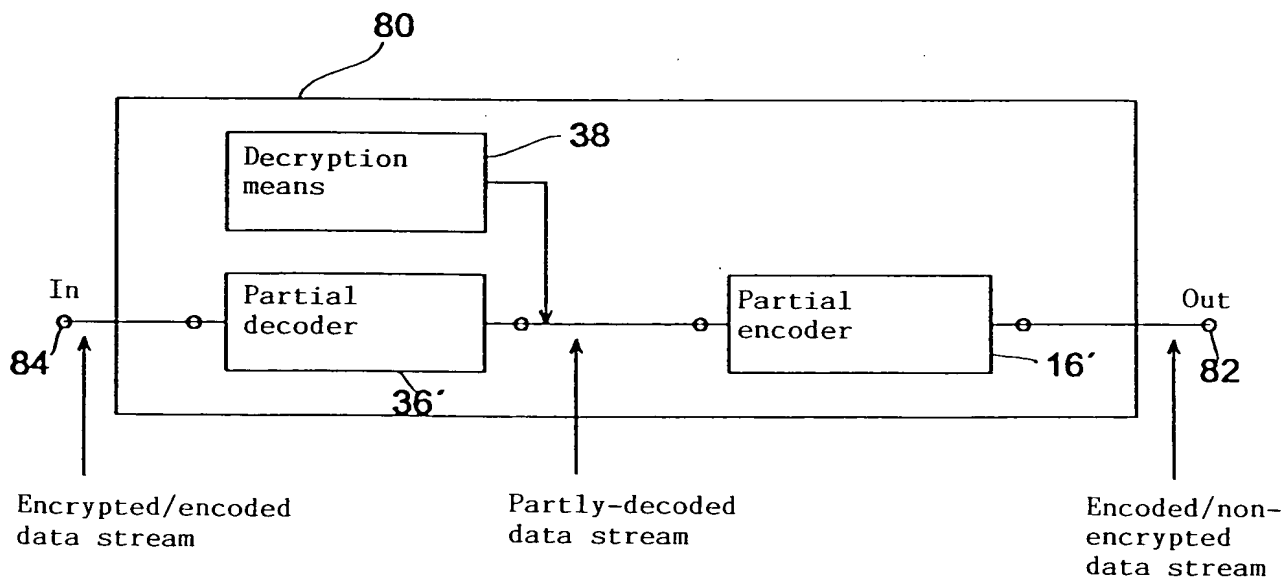 80
Decryption
means
38
In
84
Partial
decoder
36′
Partial
encoder
16′
Out
82
Encrypted/encoded
data stream
Partly-decoded
data stream
Encoded/non-
encrypted
data stream